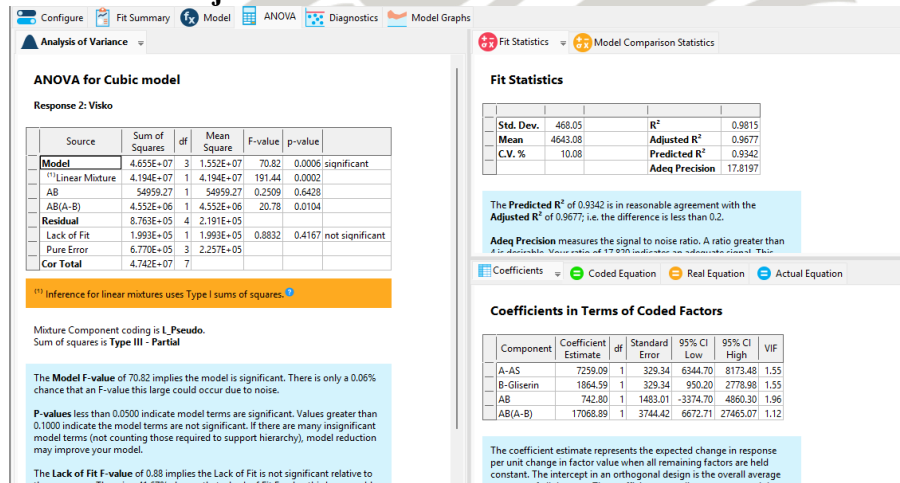 Configure Fit Summary Model ANOVA Diagnostics Model Graphs
Analysis of Variance
ANOVA for Cubic model
Response 2: Visko
Source Sum of Squares df Mean Square F-value p-value
Model 4.655E+07 3 1.552E+07 70.82 0.0006 significant
(1)Linear Mixture 4.194E+07 1 4.194E+07 191.44 0.0002
AB 54959.27 1 54959.27 0.2509 0.6428
AB(A-B) 4.552E+06 1 4.552E+06 20.78 0.0104
Residual 8.763E+05 4 2.191E+05
Lack of Fit 1.993E+05 1 1.993E+05 0.8832 0.4167 not significant
Pure Error 6.770E+05 3 2.257E+05
Cor Total 4.742E+07 7
(1) Inference for linear mixtures uses Type I sums of squares.
Mixture Component coding is L_Pseudo.
Sum of squares is Type III - Partial
The Model F-value of 70.82 implies the model is significant. There is only a 0.06%
chance that an F-value this large could occur due to noise.
P-values less than 0.0500 indicate model terms are significant. Values greater than
0.1000 indicate the model terms are not significant. If there are many insignificant
model terms (not counting those required to support hierarchy), model reduction
may improve your model.
The Lack of Fit F-value of 0.88 implies the Lack of Fit is not significant relative to
Fit Statistics Model Comparison Statistics
Fit Statistics
Std. Dev. 468.05 R² 0.9815
Mean 4643.08 Adjusted R² 0.9677
C.V. % 10.08 Predicted R² 0.9342
Adeq Precision 17.8197
The Predicted R² of 0.9342 is in reasonable agreement with the
Adjusted R² of 0.9677; i.e. the difference is less than 0.2.
Adeq Precision measures the signal to noise ratio. A ratio greater than
Coefficients Coded Equation Real Equation Actual Equation
Coefficients in Terms of Coded Factors
Component Coefficient Estimate df Standard Error 95% CI Low 95% CI High VIF
A-AS 7259.09 1 329.34 6344.70 8173.48 1.55
B-Gliserin 1864.59 1 329.34 950.20 2778.98 1.55
AB 742.80 1 1483.01 -3374.70 4860.30 1.96
AB(A-B) 17068.89 1 3744.42 6672.71 27465.07 1.12
The coefficient estimate represents the expected change in response
per unit change in factor value when all remaining factors are held
constant. The intercept in an orthogonal design is the overall average